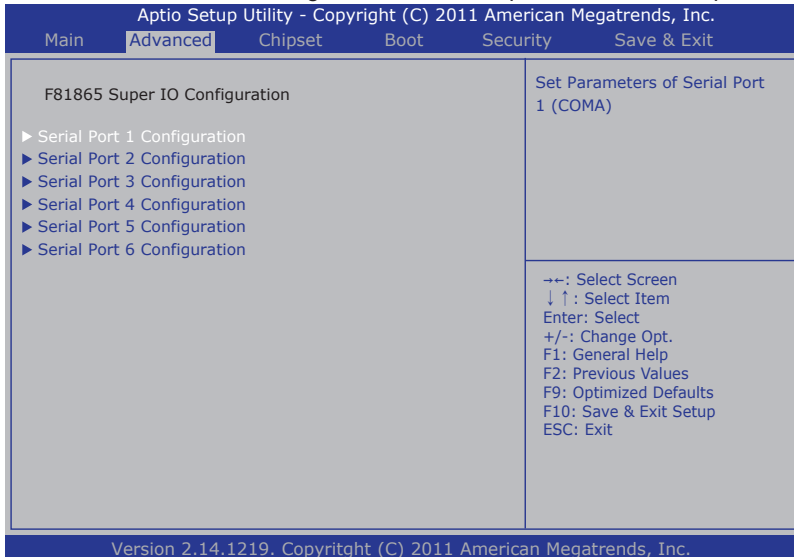 Aptio Setup Utility - Copyright (C) 2011 American Megatrends, Inc.
Main Advanced Chipset Boot Security Save & Exit
F81865 Super IO Configuration
▶ Serial Port 1 Configuration
▶ Serial Port 2 Configuration
▶ Serial Port 3 Configuration
▶ Serial Port 4 Configuration
▶ Serial Port 5 Configuration
▶ Serial Port 6 Configuration
Set Parameters of Serial Port
1 (COMA)
→←: Select Screen
↓↑: Select Item
Enter: Select
+/-: Change Opt.
F1: General Help
F2: Previous Values
F9: Optimized Defaults
F10: Save & Exit Setup
ESC: Exit
Version 2.14.1219. Copyritght (C) 2011 American Megatrends, Inc.